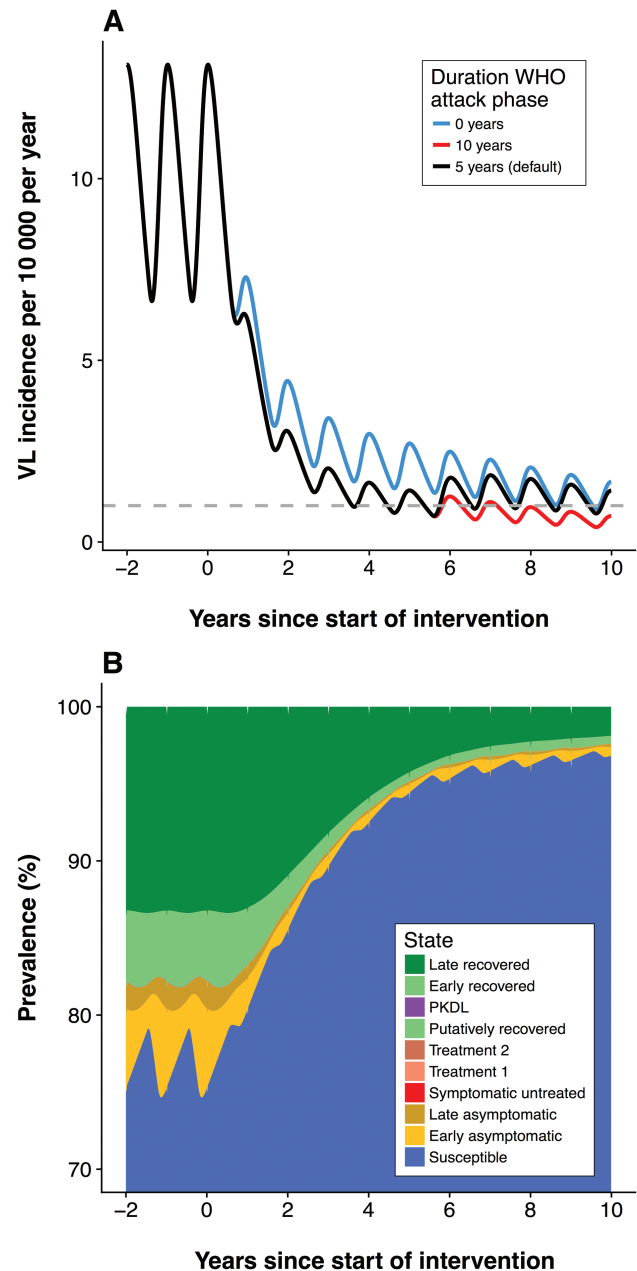 A
VL incidence per 10 000 per year
10
5
0
Duration WHO
attack phase
0 years
10 years
5 years (default)
−2
0
2
4
6
8
10
Years since start of intervention
B
Prevalence (%)
100
90
80
70
State
Late recovered
Early recovered
PKDL
Putatively recovered
Treatment 2
Treatment 1
Symptomatic untreated
Late asymptomatic
Early asymptomatic
Susceptible
−2
0
2
4
6
8
10
Years since start of intervention